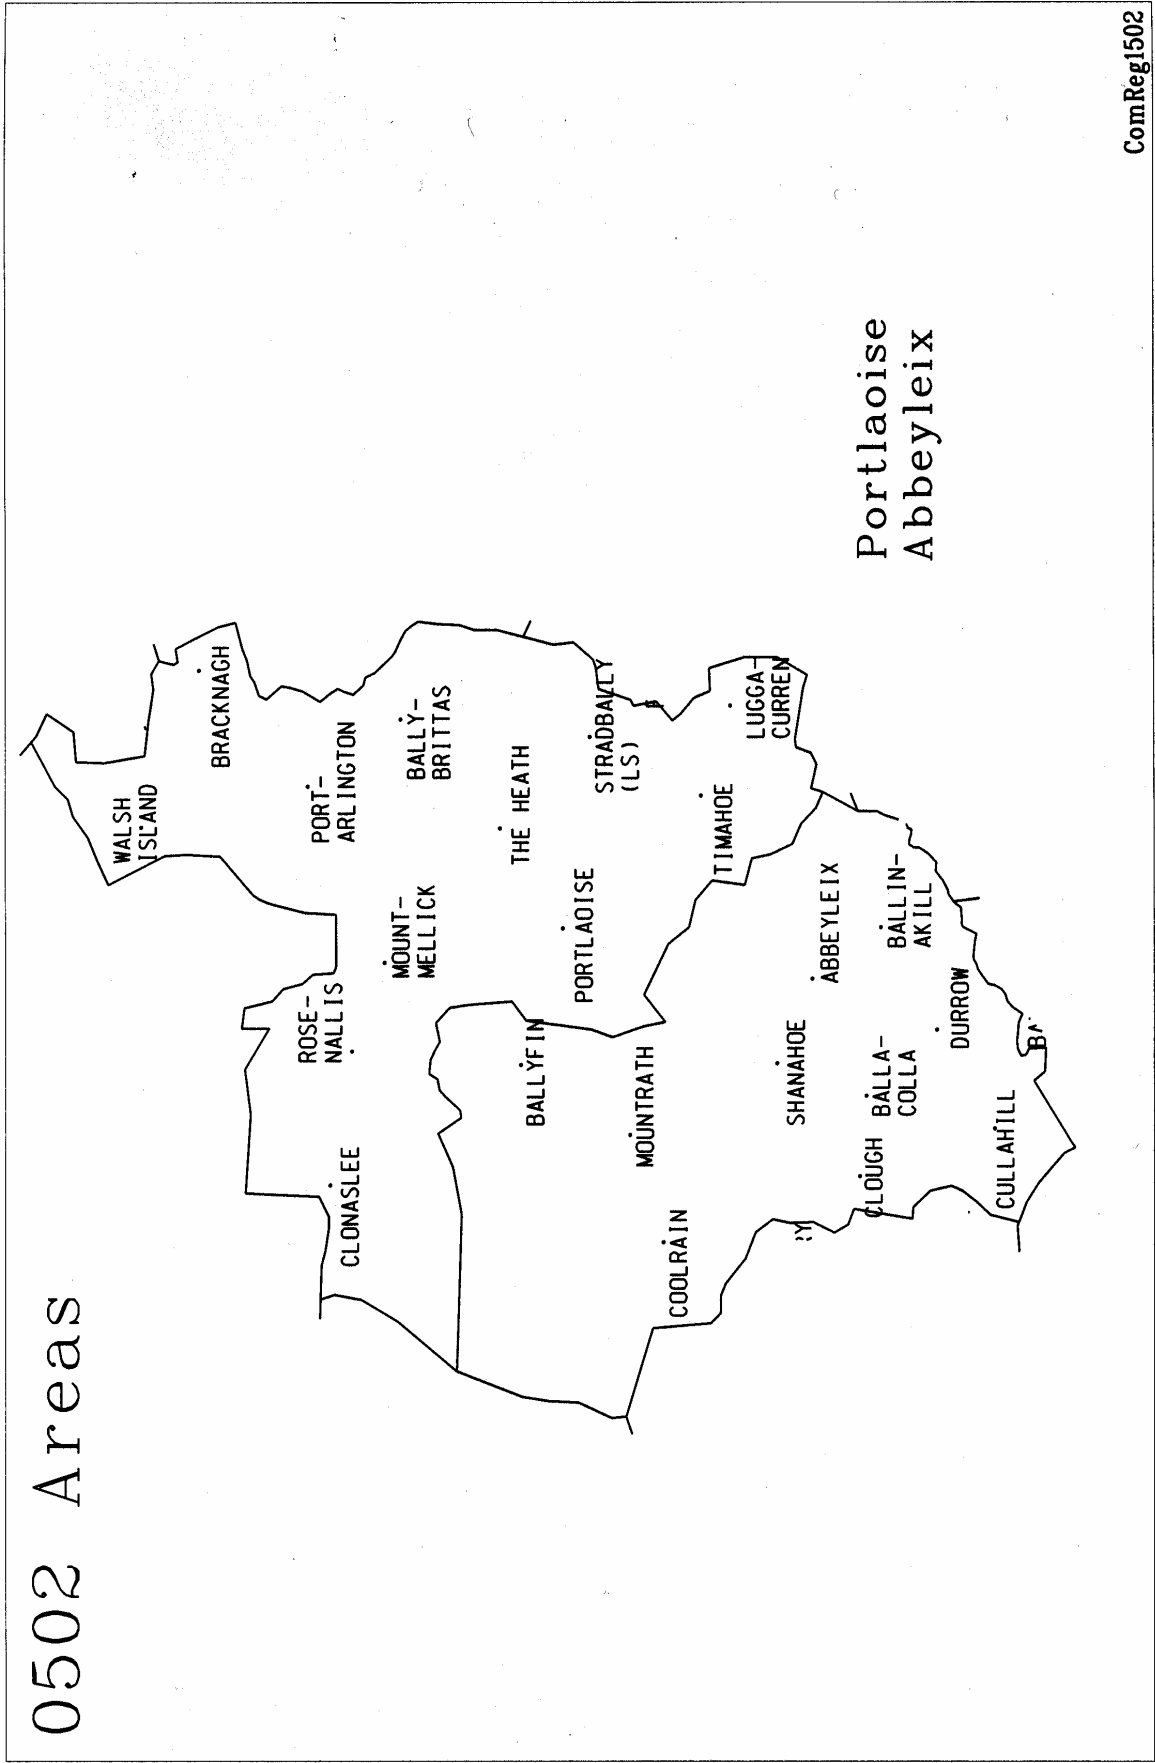 0502 Areas
WALSH
ISLAND
BRACKNAGH
ROSE-
NALLIS
PORT-
ARLINGTON
CLONASLEE
MOUNT-
MELLICK
BALLY-
BRITTAS
BALLYFIN
THE HEATH
PORTLAOISE
STRADBALLY
(LS)
MOUNTRATH
COOLRAIN
TIMAHOE
LUGGA-
CURREN
SHANAHOE
ABBEYLEIX
CLOUGH
BALLA-
COLLA
BALLIN-
AKILL
DURROW
CULLAHILL
Portlaoise
Abbeyleix
ComReg1502